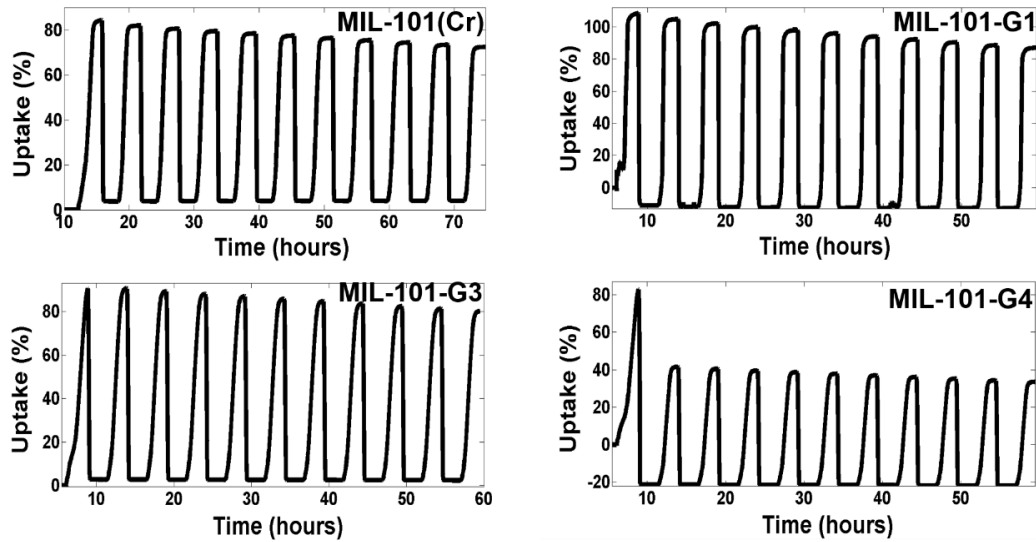 MIL-101(Cr)
Uptake (%)
80
60
40
20
0
10 20 30 40 50 60 70
Time (hours)
MIL-101-G1
Uptake (%)
100
80
60
40
20
0
10 20 30 40 50
Time (hours)
MIL-101-G3
Uptake (%)
80
60
40
20
0
10 20 30 40 50 60
Time (hours)
MIL-101-G4
Uptake (%)
80
60
40
20
0
-20
10 20 30 40 50
Time (hours)